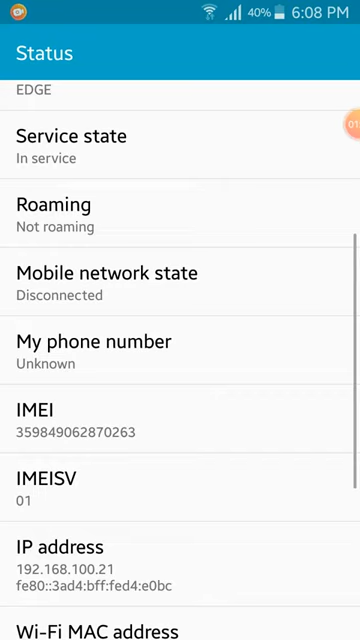 40% 6:08 PM
Status
EDGE
Service state
In service
Roaming
Not roaming
Mobile network state
Disconnected
My phone number
Unknown
IMEI
359849062870263
IMEISV
01
IP address
192.168.100.21
fe80::3ad4:bff:fed4:e0bc
Wi-Fi MAC address